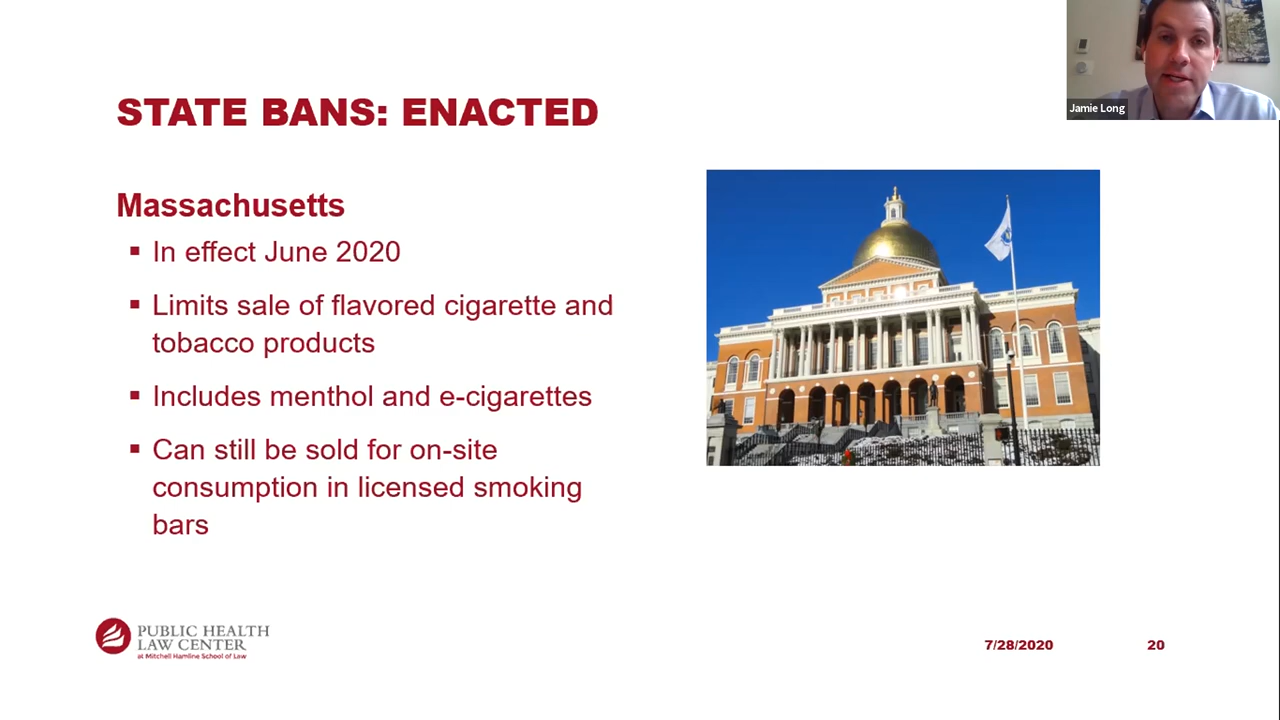 Jamie Long
STATE BANS: ENACTED
Massachusetts
▪ In effect June 2020
▪ Limits sale of flavored cigarette and
tobacco products
▪ Includes menthol and e-cigarettes
▪ Can still be sold for on-site
consumption in licensed smoking
bars
PUBLIC HEALTH
LAW CENTER
at Mitchell Hamline School of Law
7/28/2020
20